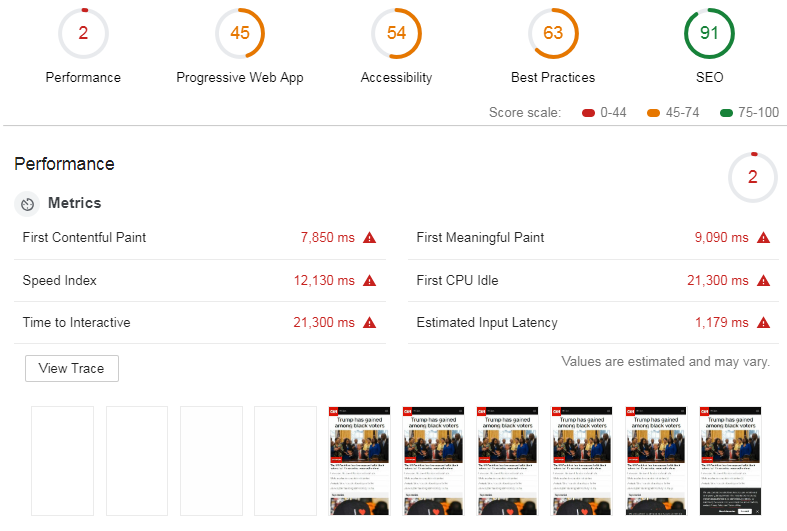 2 45 54 63 91
Performance Progressive Web App Accessibility Best Practices SEO
Score scale: 0-44 45-74 75-100
Performance
2
Metrics
First Contentful Paint 7,850 ms First Meaningful Paint 9,090 ms
Speed Index 12,130 ms First CPU Idle 21,300 ms
Time to Interactive 21,300 ms Estimated Input Latency 1,179 ms
View Trace Values are estimated and may vary.
CNN CNN CNN CNN CNN CNN
Trump has gained Trump has gained Trump has gained Trump has gained Trump has gained Trump has gained
among black voters among black voters among black voters among black voters among black voters among black voters